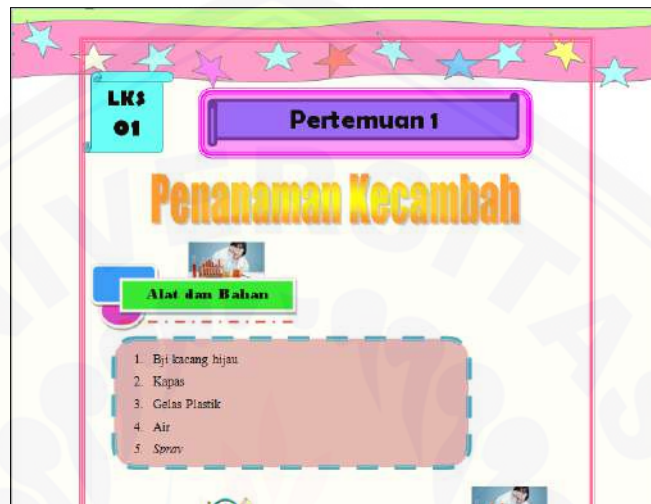 LKS
01
Pertemuan 1
Penanaman Kecambah
Alat dan Bahan
1. Bji kacang hijau
2. Kapas
3. Gelas Plastik
4. Air
5. Spray